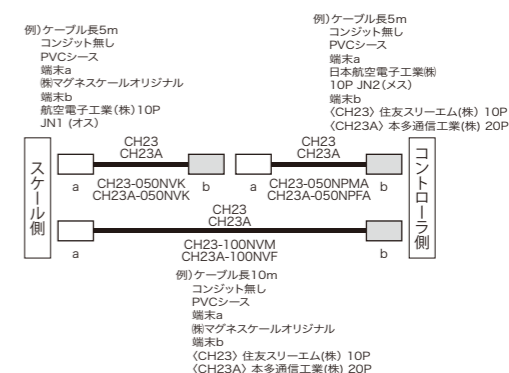 例)ケーブル長5m
コンジット無し
PVCシース
端末a
㈱マグネスケールオリジナル
端末b
航空電子工業(株)10P
JN1 (オス)
例)ケーブル長5m
コンジット無し
PVCシース
端末a
日本航空電子工業㈱
10P JN2(メス)
端末b
〈CH23〉住友スリーエム(株) 10P
〈CH23A〉本多通信工業(株) 20P
スケール側
CH23
CH23A
a
CH23-050NVK
CH23A-050NVK
b
CH23
CH23A
a
CH23-050NPMA
CH23A-050NPFA
b
コントローラ側
CH23
CH23A
a
CH23-100NVM
CH23A-100NVF
b
例)ケーブル長10m
コンジット無し
PVCシース
端末a
㈱マグネスケールオリジナル
端末b
〈CH23〉住友スリーエム(株) 10P
〈CH23A〉本多通信工業(株) 20P